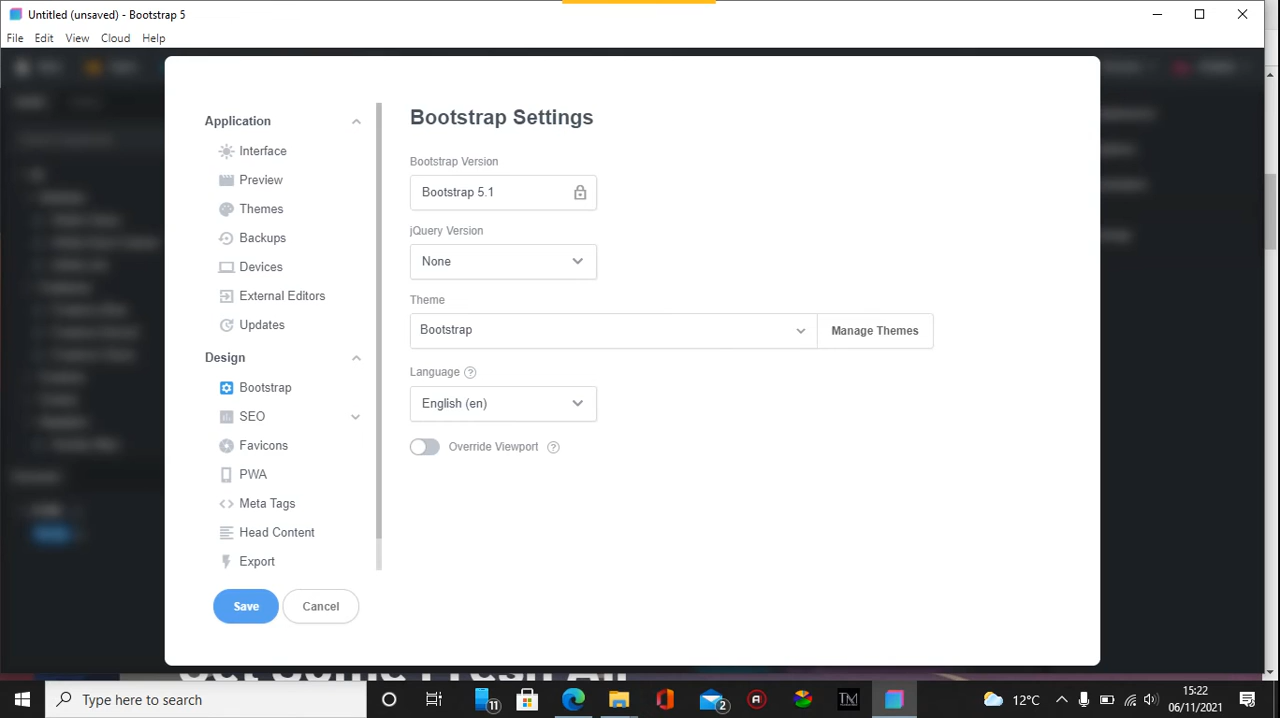 Untitled (unsaved) - Bootstrap 5
File Edit View Cloud Help
Application
Interface
Preview
Themes
Backups
Devices
External Editors
Updates
Design
Bootstrap
SEO
Favicons
PWA
Meta Tags
Head Content
Export
Save Cancel
Bootstrap Settings
Bootstrap Version
Bootstrap 5.1
jQuery Version
None
Theme
Bootstrap Manage Themes
Language ?
English (en)
Override Viewport ?
Type here to search
11
2
12°C
15:22
06/11/2021